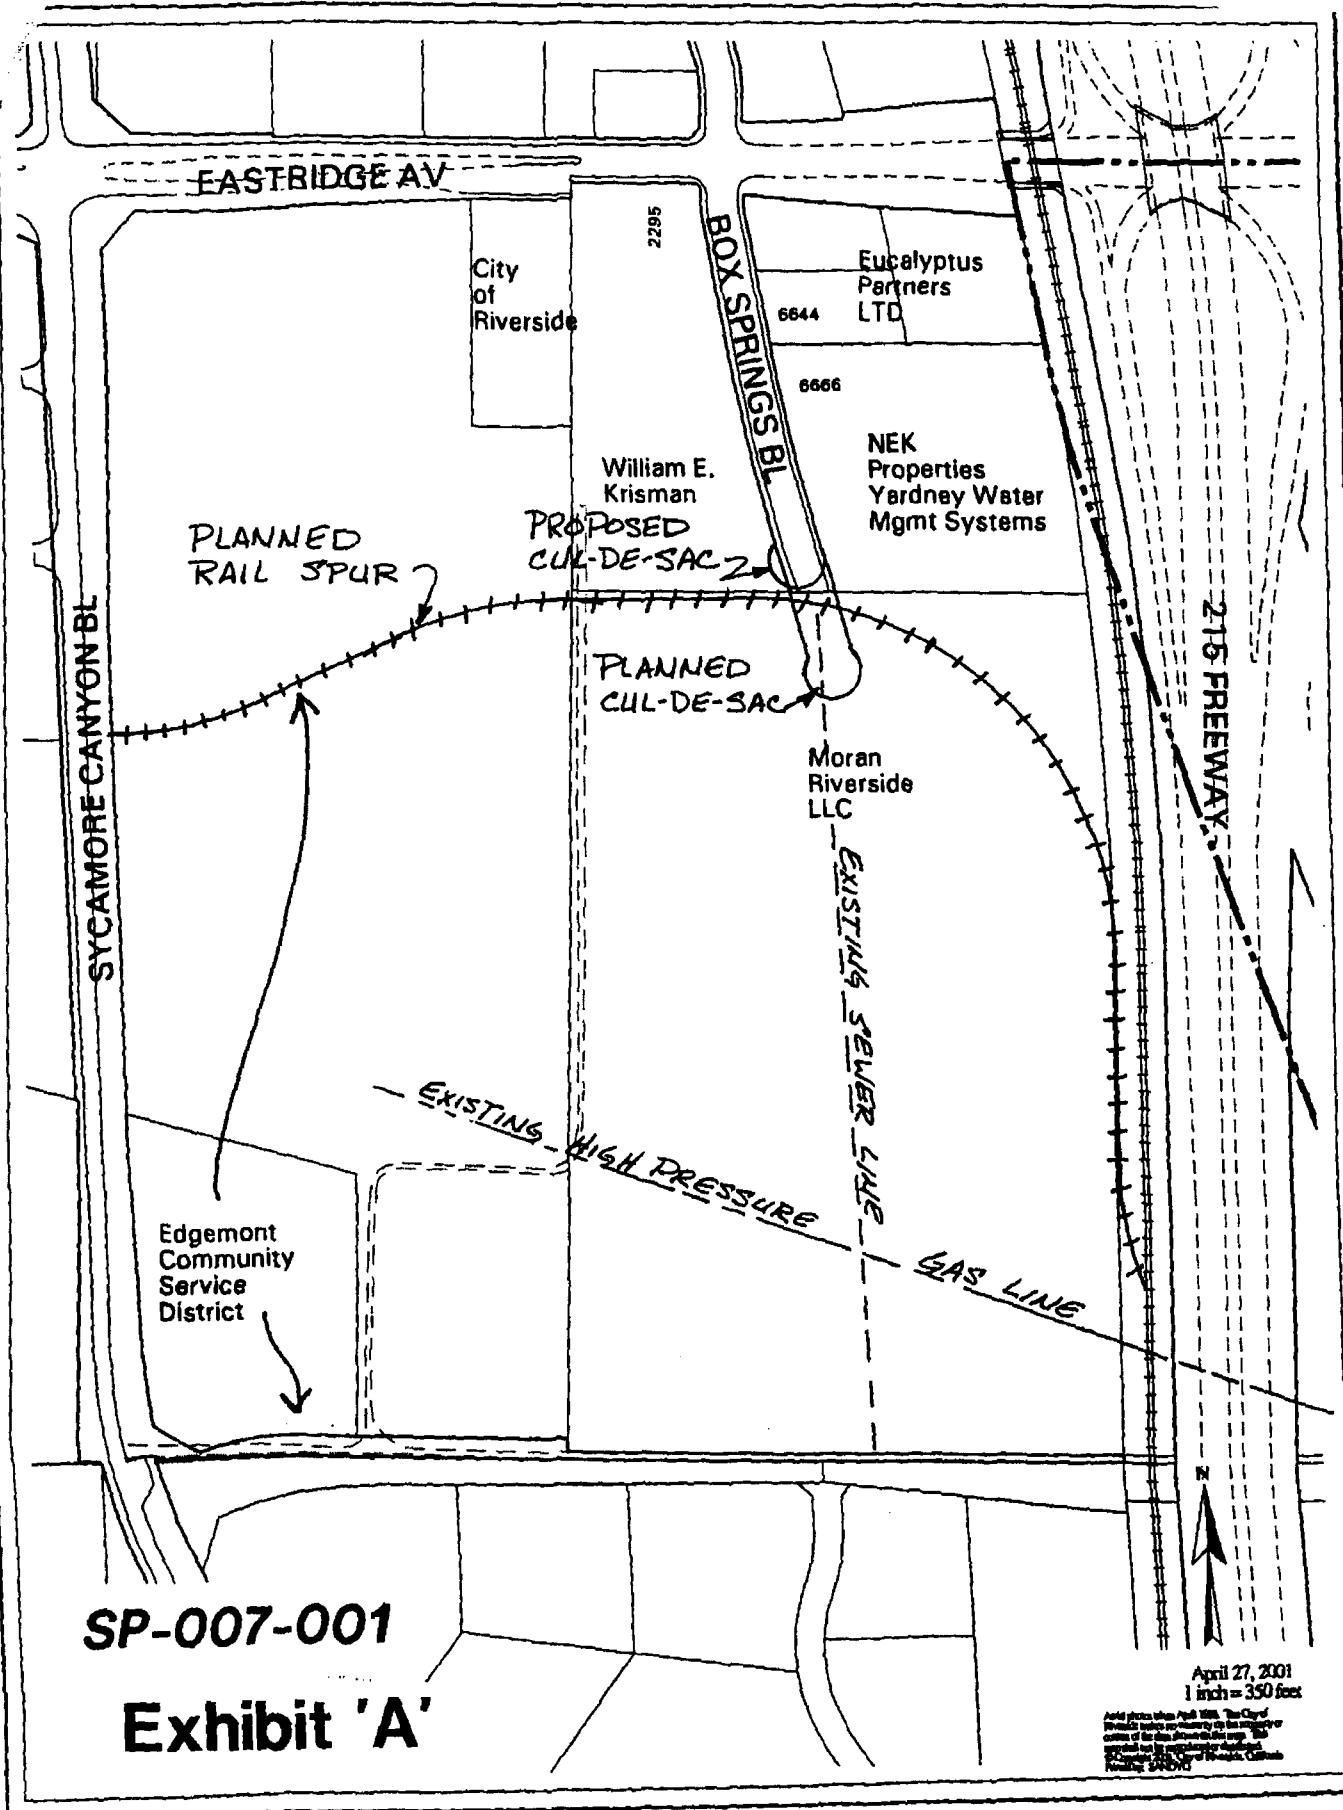 EASTRIDGE AV
2295
BOX SPRINGS BL
City
of
Riverside
Eucalyptus
Partners
LTD
6644
6666
William E.
Krisman
NEK
Properties
Yardney Water
Mgmt Systems
PLANNED
RAIL SPUR
PROPOSED
CUL-DE-SAC
PLANNED
CUL-DE-SAC
SYCAMORE CANYON BL
215 FREEWAY
Moran
Riverside
LLC
EXISTING SEWER LINE
EXISTING HIGH PRESSURE GAS LINE
Edgemont
Community
Service
District
N
SP-007-001
Exhibit 'A'
April 27, 2001
1 inch = 350 feet